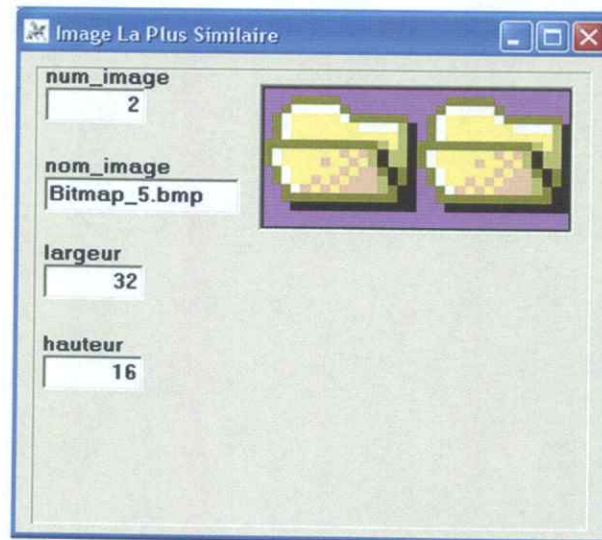 Image La Plus Similaire
num_image
2
nom_image
Bitmap_5.bmp
largeur
32
hauteur
16